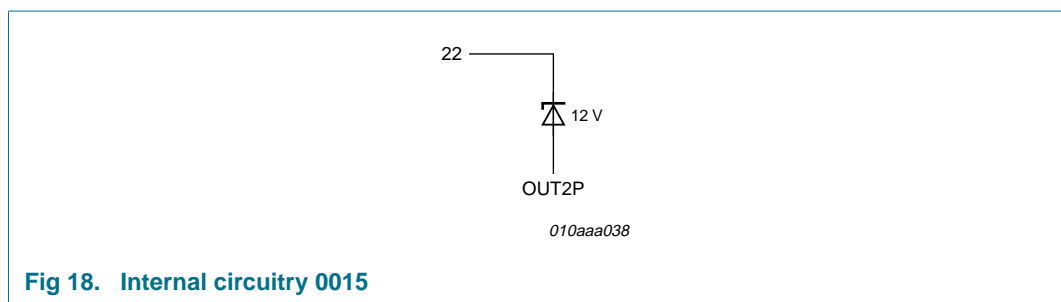 22
12 V
OUT2P
010aaa038
Fig 18. Internal circuitry 0015